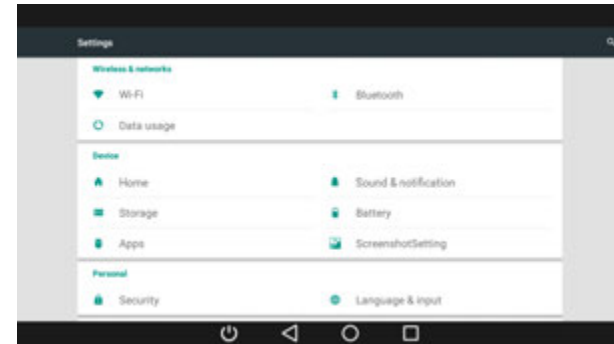 Settings
Wireless & networks
Wi-Fi
Bluetooth
Data usage
Device
Home
Sound & notification
Storage
Battery
Apps
ScreenshotSetting
Personal
Security
Language & input